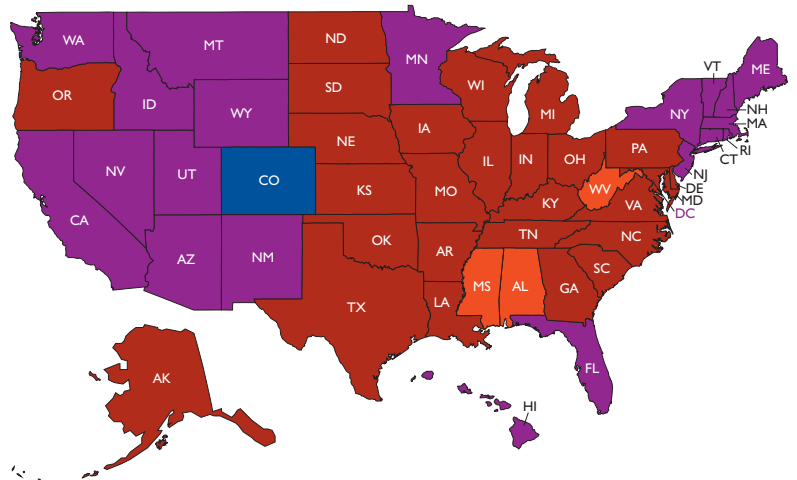 WA
MT
ND
MN
VT
ME
OR
ID
SD
WI
MI
NY
NH
MA
WY
IA
NE
PA
CT
RI
NV
UT
CO
IL
IN
OH
NJ
DE
MD
DC
CA
KS
MO
KY
WV
VA
AZ
NM
OK
AR
TN
NC
SC
MS
AL
GA
TX
LA
FL
AK
HI